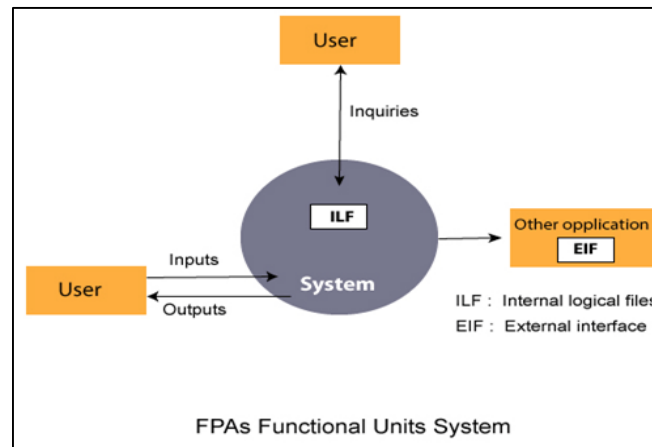 User
Inquiries
ILF
System
Other opplication
EIF
User
Inputs
Outputs
ILF : Internal logical files
EIF : External interface
FPAs Functional Units System